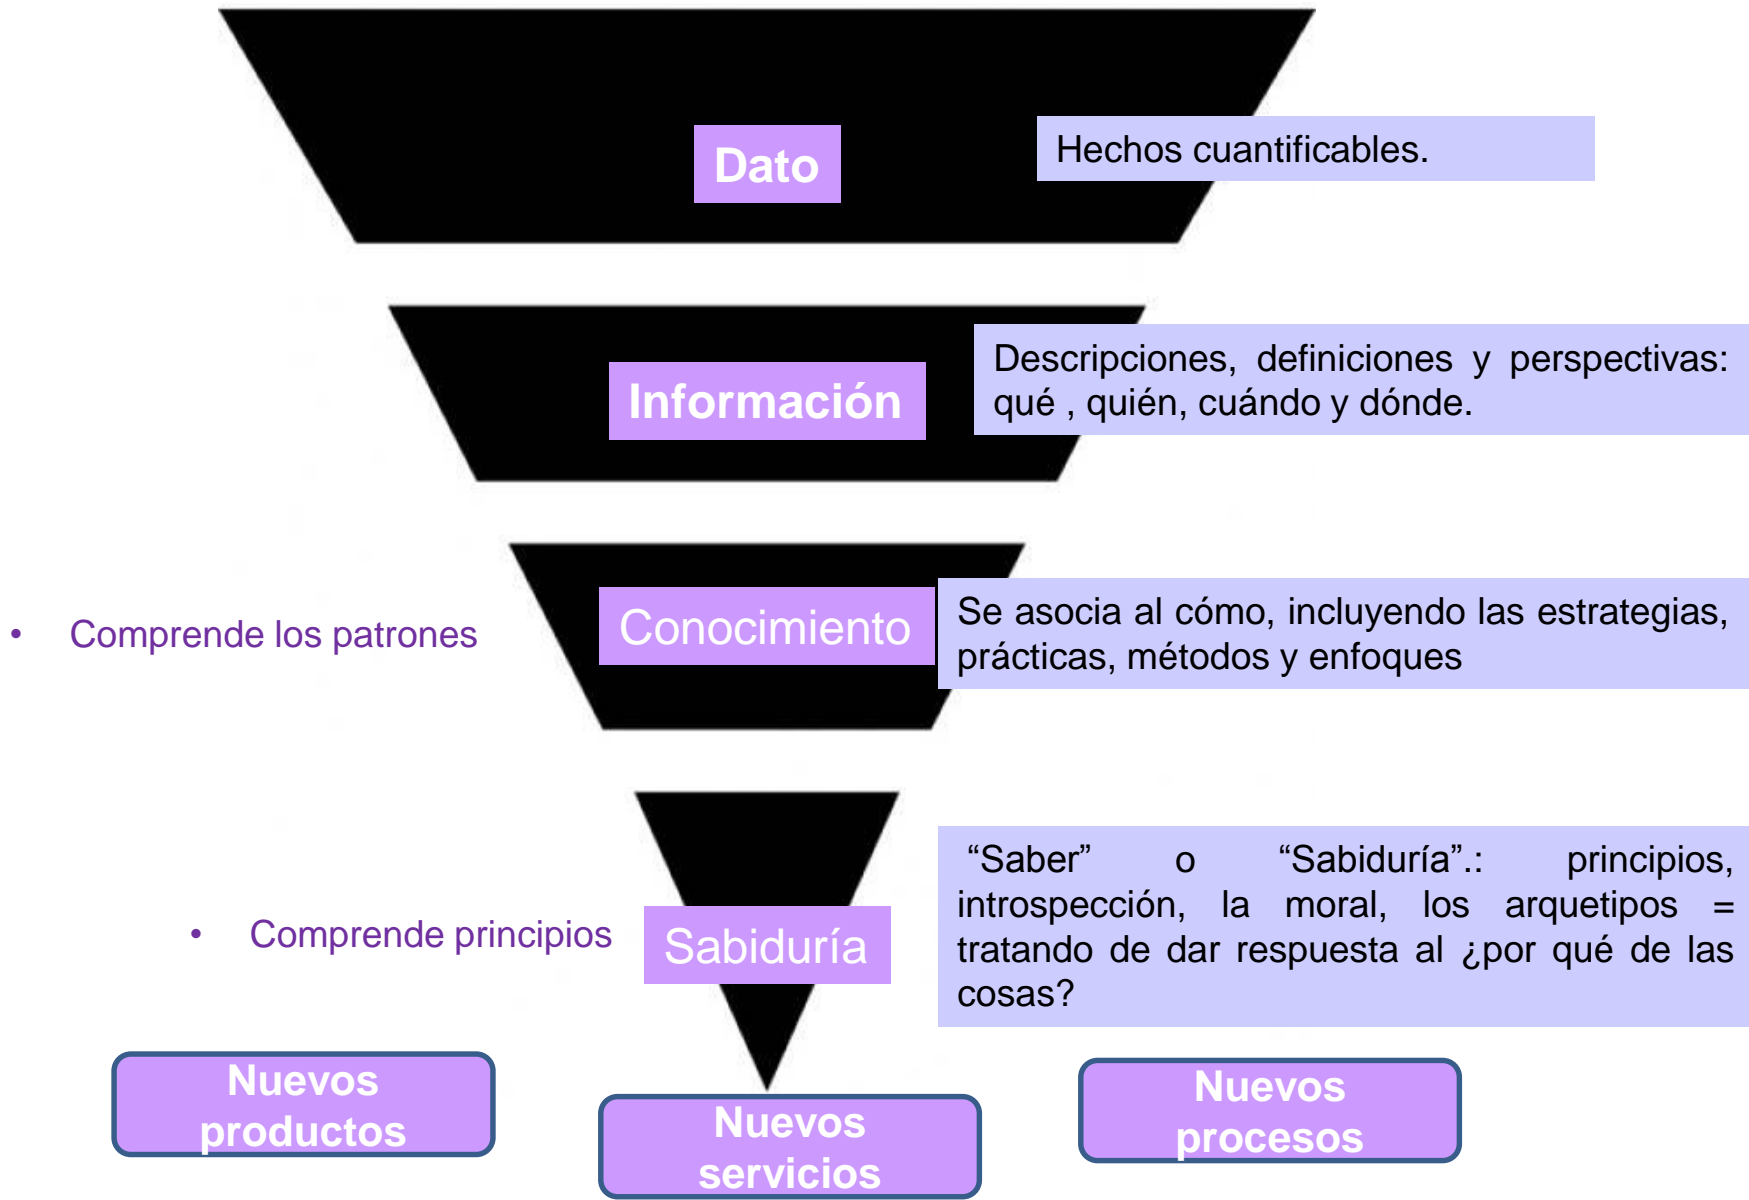 Dato
Hechos cuantificables.
Información
Descripciones, definiciones y perspectivas:
qué , quién, cuándo y dónde.
• Comprende los patrones
Conocimiento
Se asocia al cómo, incluyendo las estrategias,
prácticas, métodos y enfoques
• Comprende principios
Sabiduría
“Saber” o “Sabiduría”.: principios,
introspección, la moral, los arquetipos =
tratando de dar respuesta al ¿por qué de las
cosas?
Nuevos
productos
Nuevos
servicios
Nuevos
procesos